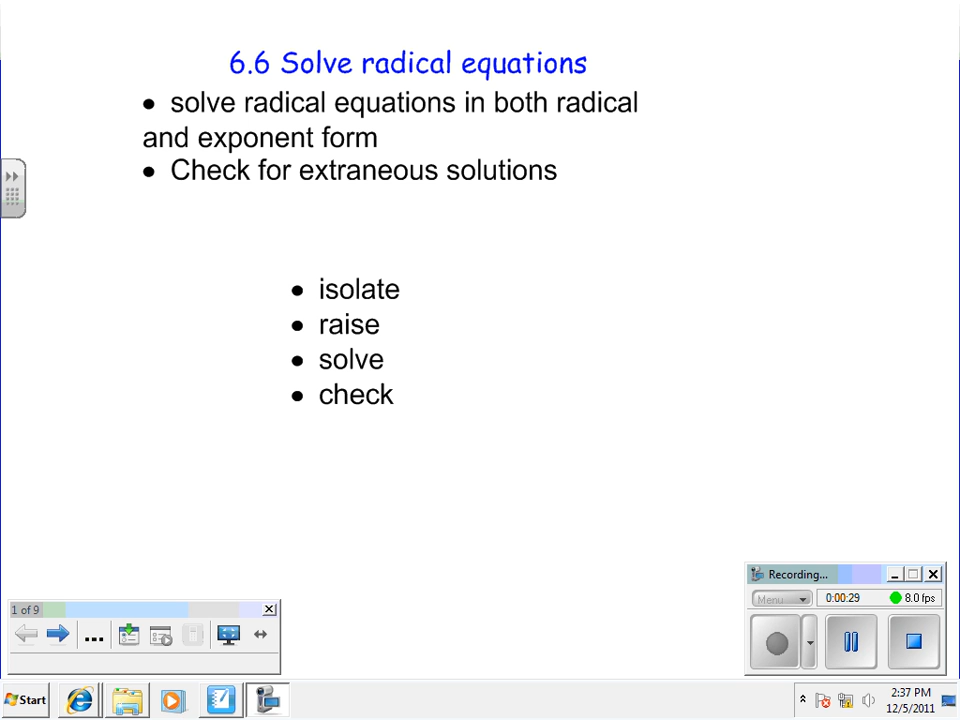 6.6 Solve radical equations
• solve radical equations in both radical
and exponent form
• Check for extraneous solutions
• isolate
• raise
• solve
• check
Recording...
Menu
0:00:29
8.0 fps
1 of 9
...
Start
2:37 PM
12/5/2011